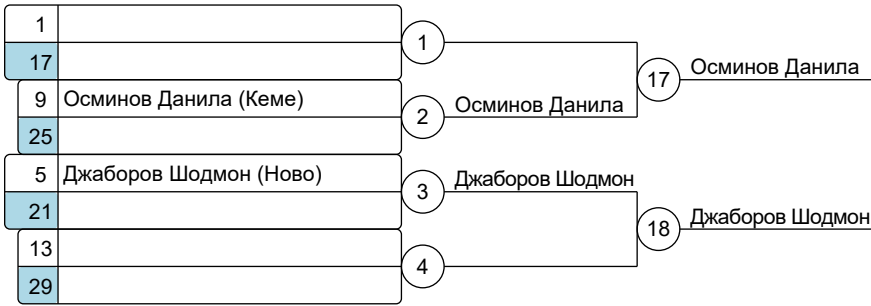 1
17
1
9 Осминов Данила (Кеме)
25
2 Осминов Данила
17 Осминов Данила
5 Джаборов Шодмон (Ново)
21
3 Джаборов Шодмон
13
29
4
18 Джаборов Шодмон